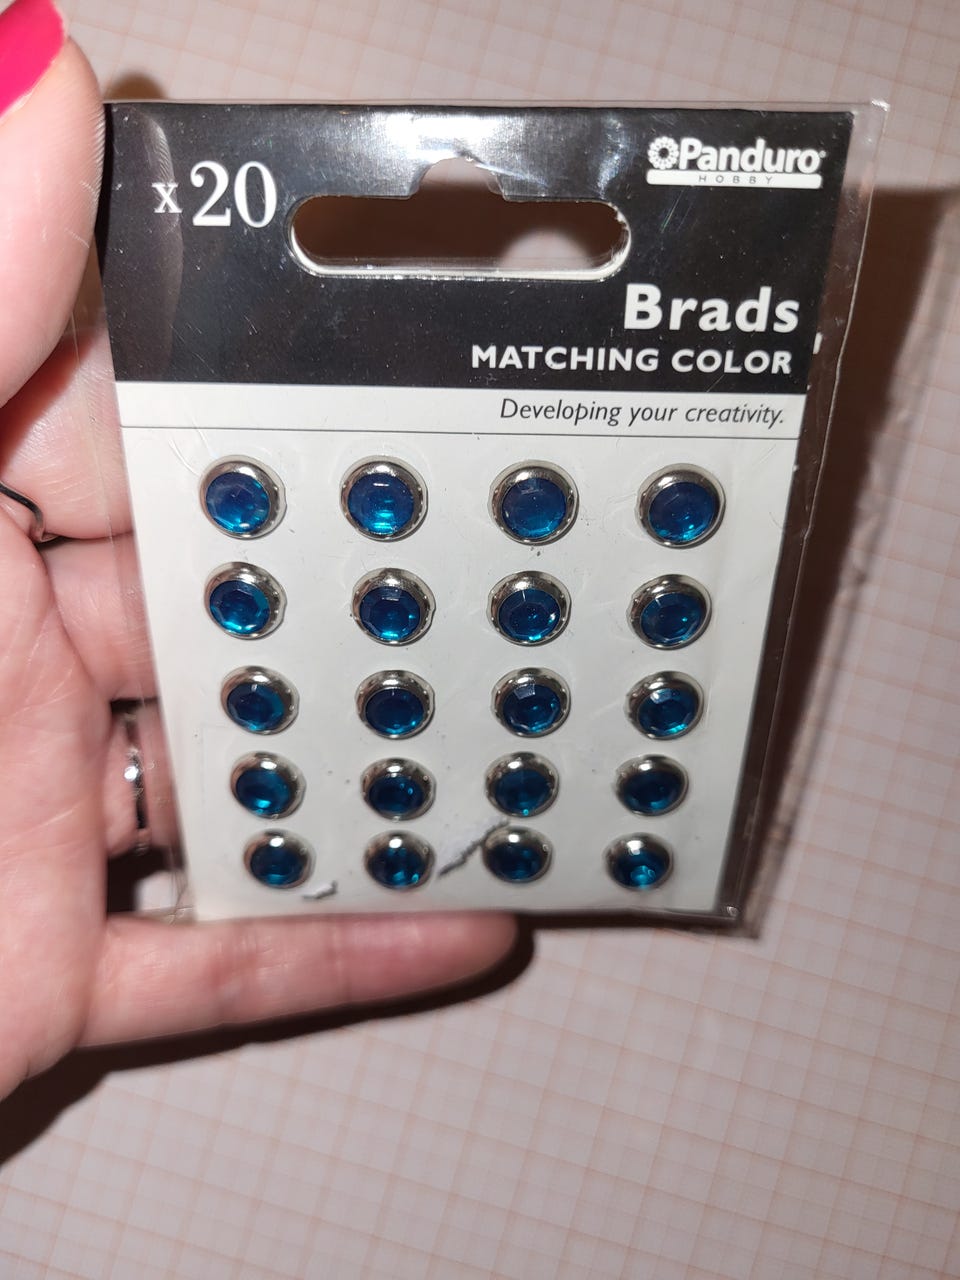 x20
Panduro
HOBBY
Brads
MATCHING COLOR
Developing your creativity.